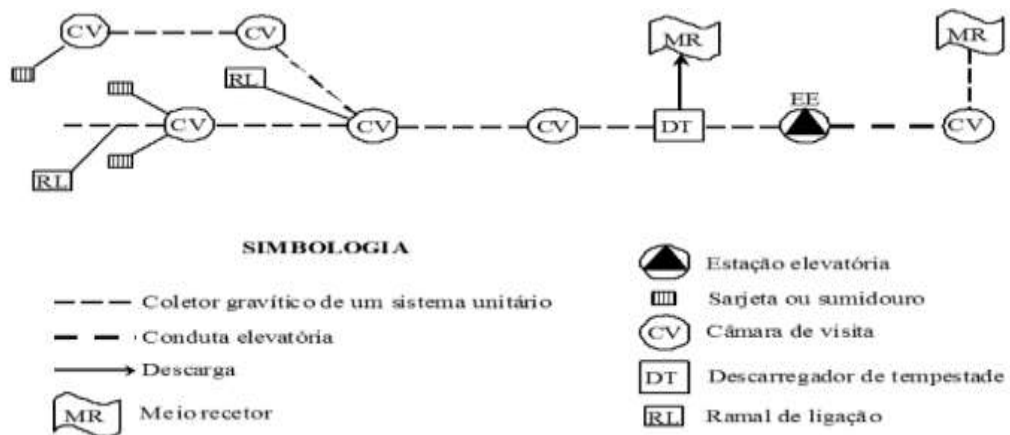 CV
CV
MR
MR
RL
EE
CV
CV
CV
DT
CV
RL
SIMBOLOGIA
Coletor gravítico de um sistema unitário
Conduta elevatória
Descarga
MR Meio recetor
Estação elevatória
Sarjeta ou sumidouro
CV Câmara de visita
DT Descarregador de tempestade
RL Ramal de ligação